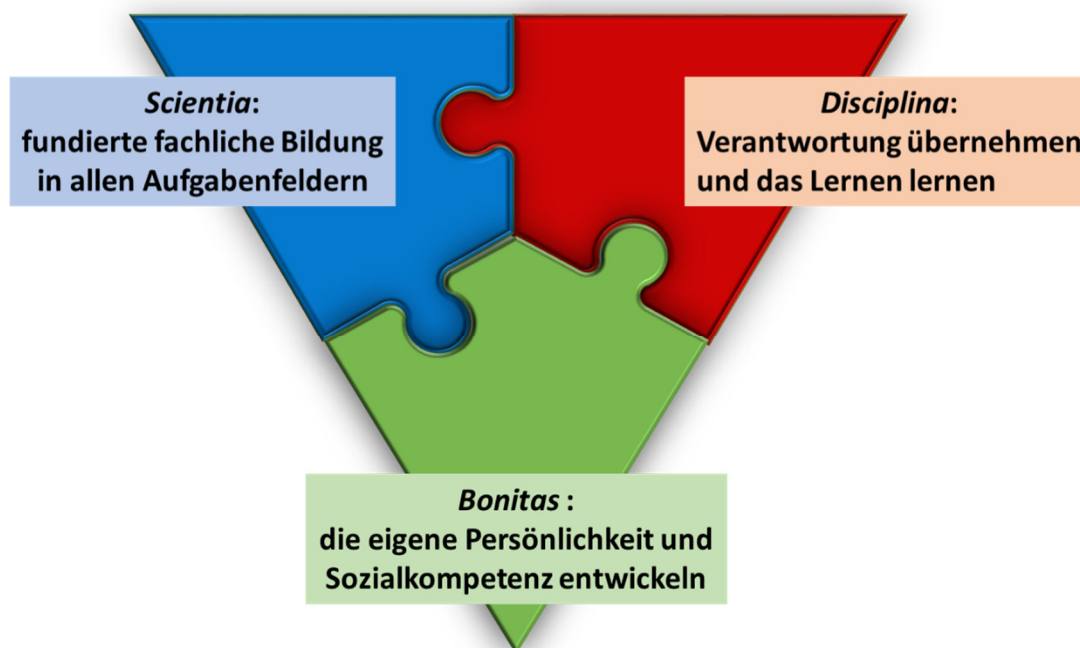 Scientia:
fundierte fachliche Bildung
in allen Aufgabenfeldern
Disciplina:
Verantwortung übernehmen
und das Lernen lernen
Bonitas :
die eigene Persönlichkeit und
Sozialkompetenz entwickeln